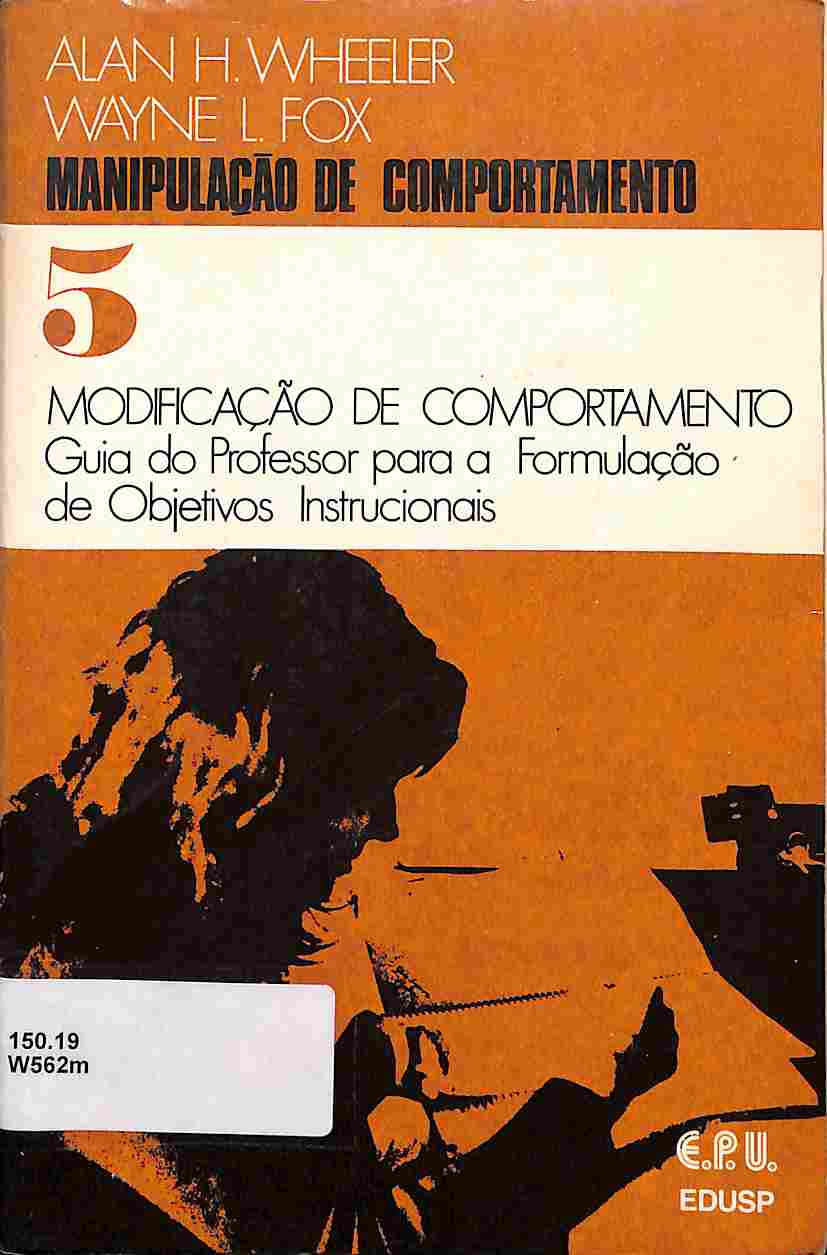 ALAN H. WHEELER
WAYNE L. FOX
MANIPULAÇÃO DE COMPORTAMENTO
5
MODIFICAÇÃO DE COMPORTAMENTO
Guia do Professor para a Formulação
de Objetivos Instrucionais
150.19
W562m
E.P.U.
EDUSP